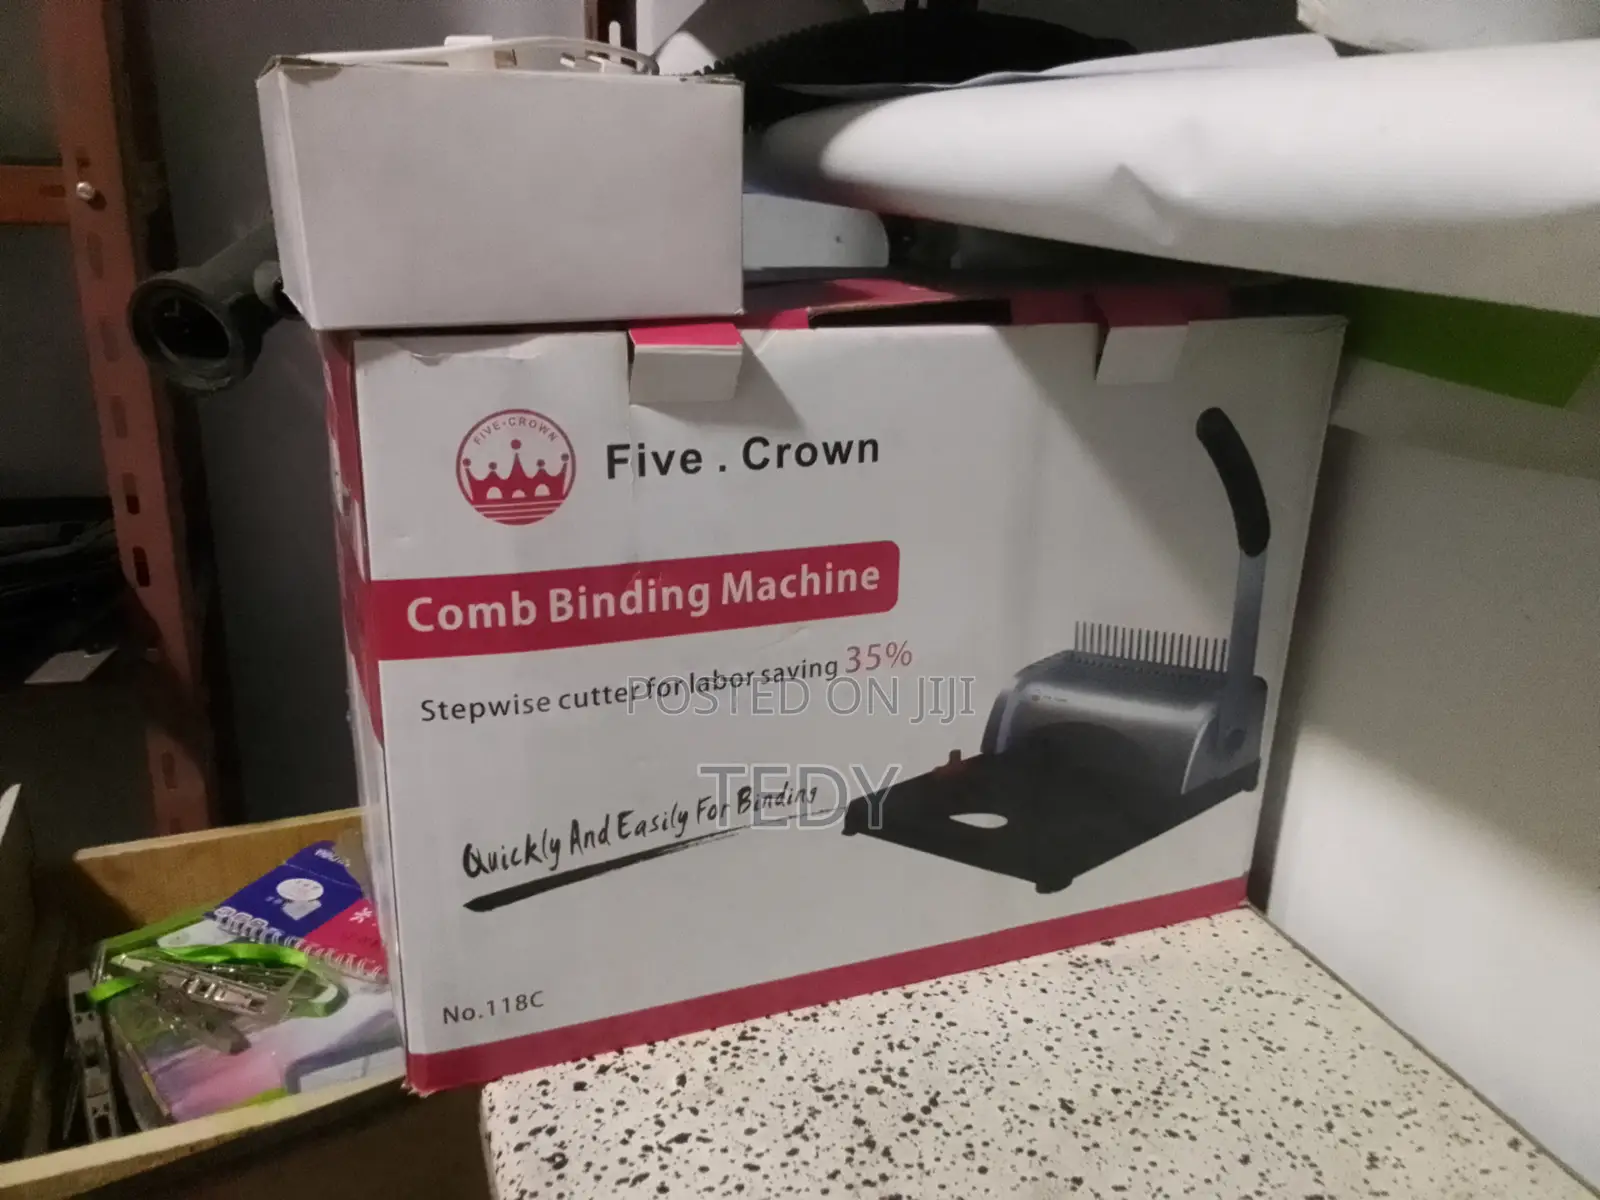 FIVE-CROWN
Five . Crown
Comb Binding Machine
Stepwise cutter for labor saving 35%
POSTED ON JIJI
TEDY
Quickly And Easily For Binding
No.118C